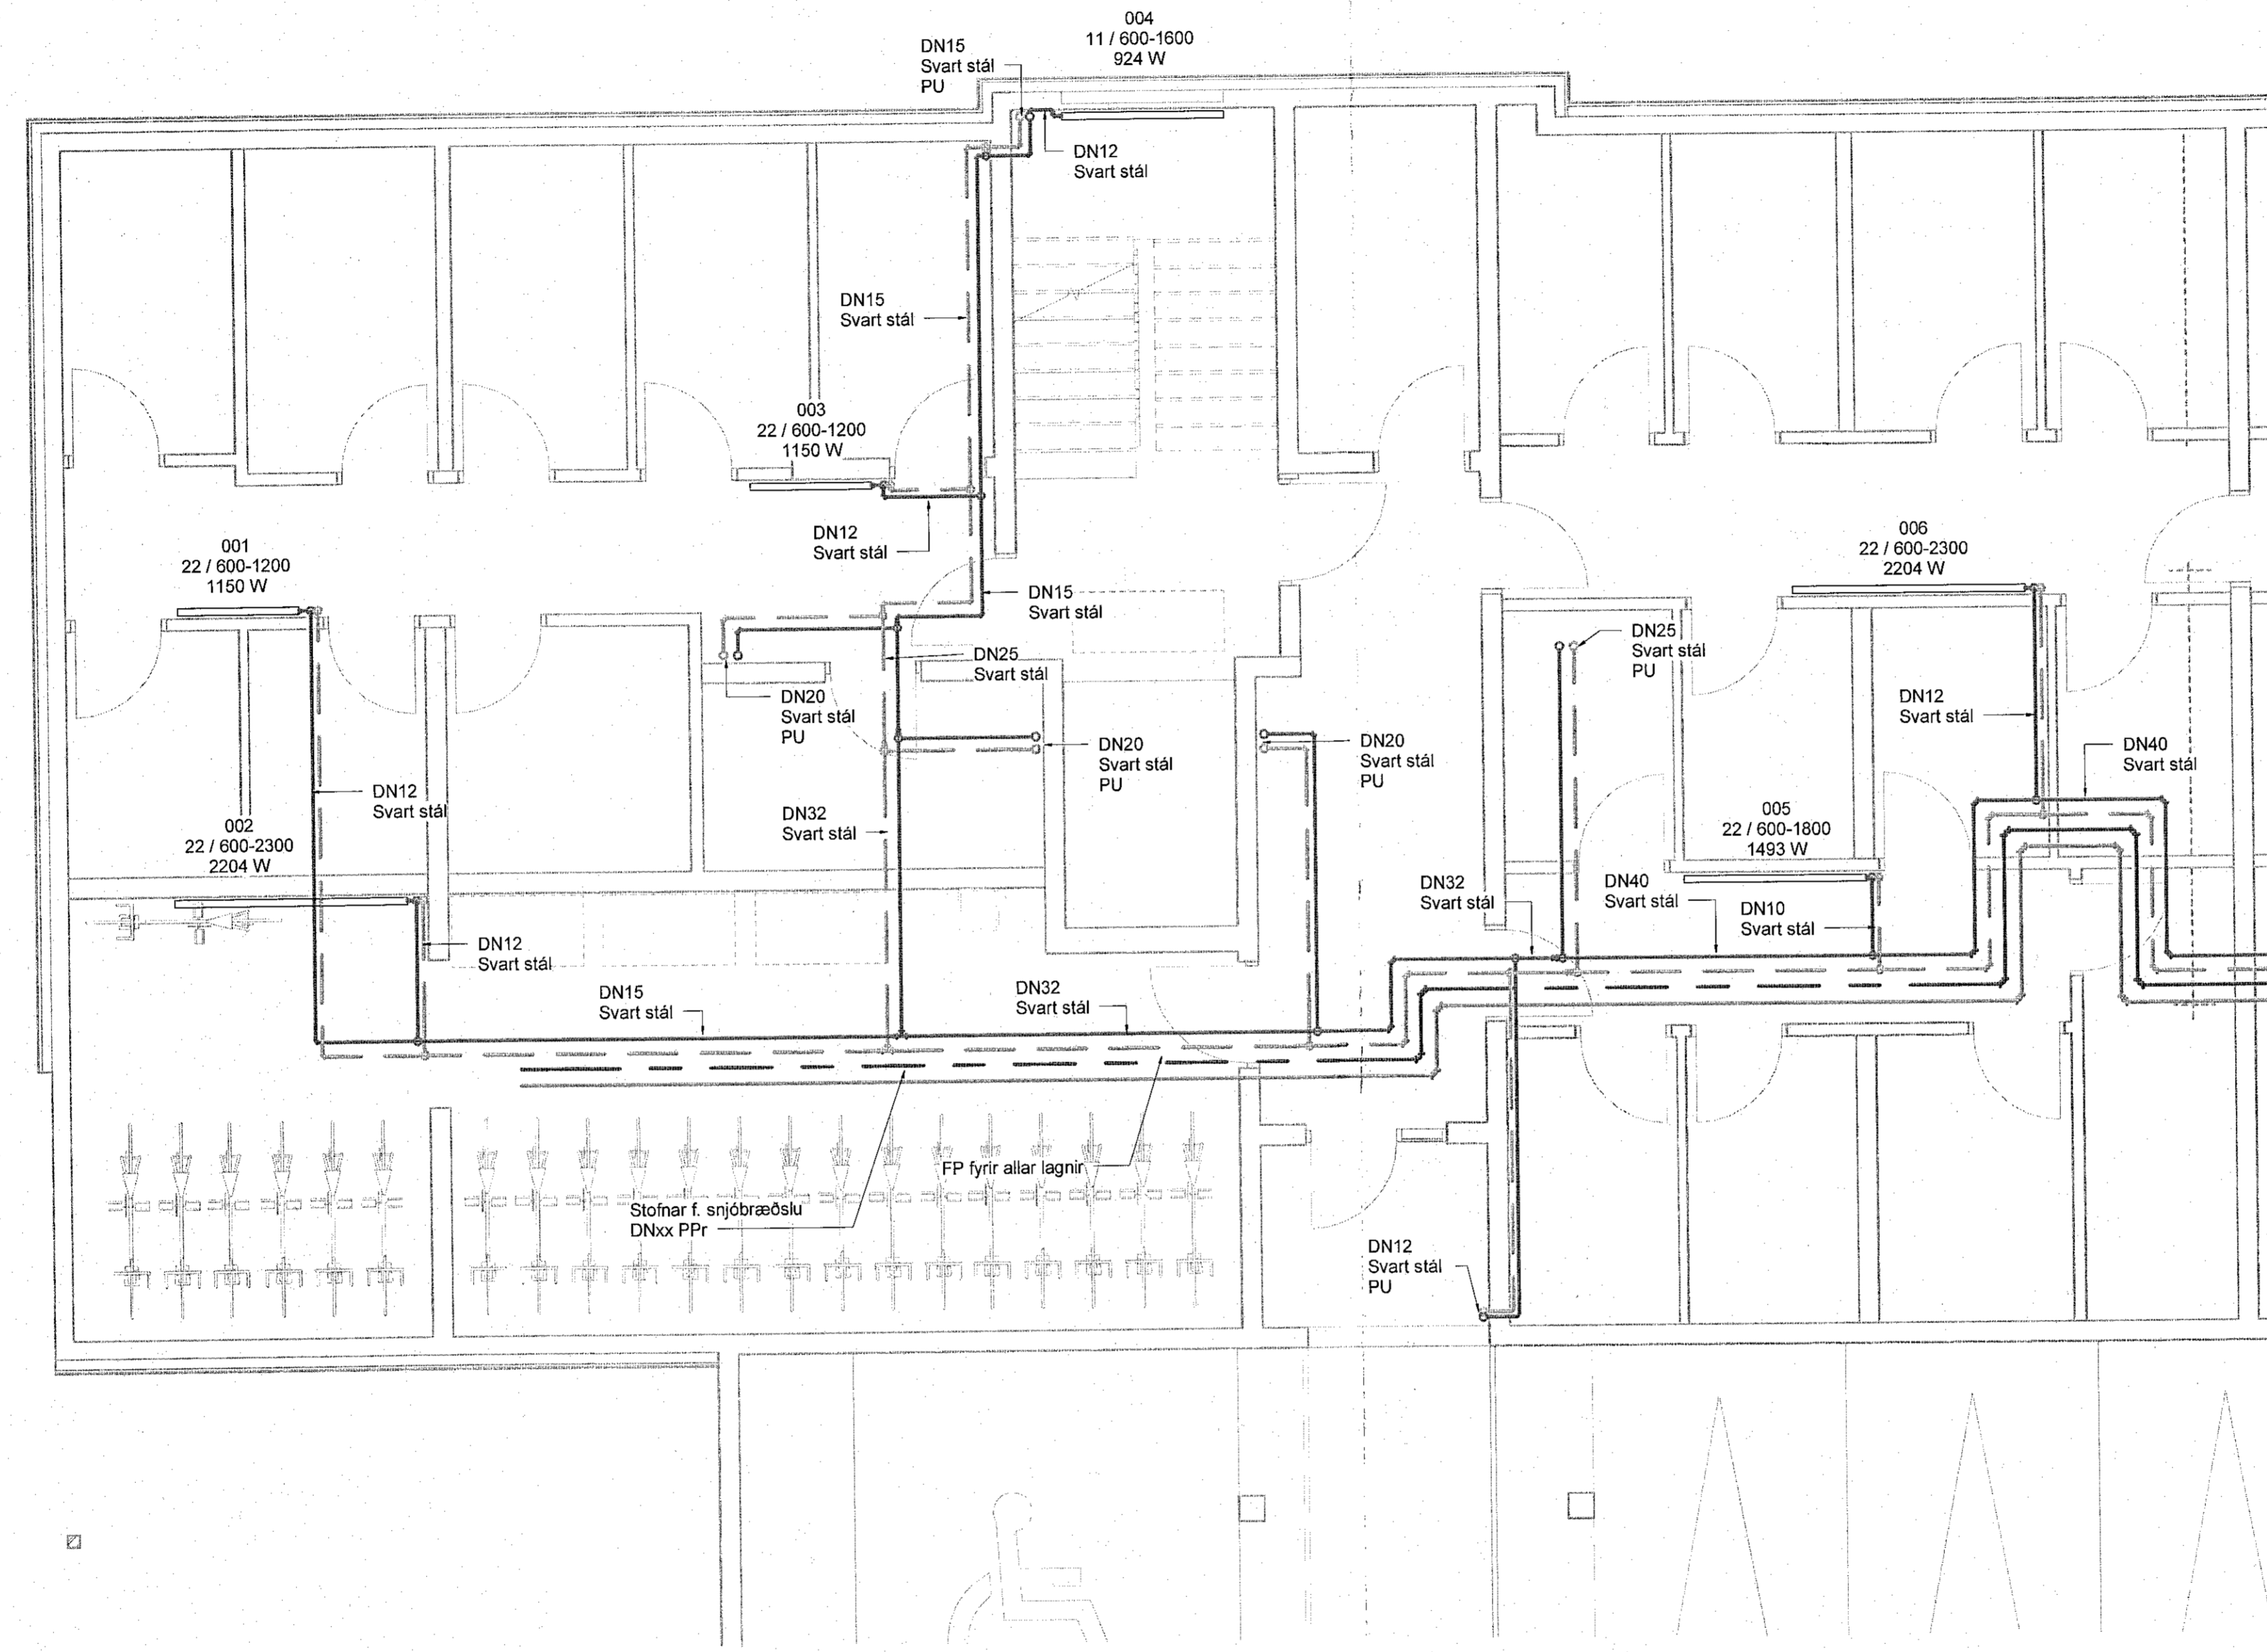 004
11 / 600-1600
924 W
DN15
Svart stál
PU
DN12
Svart stál
DN15
Svart stál
003
22 / 600-1200
1150 W
DN12
Svart stál
001
22 / 600-1200
1150 W
006
22 / 600-2300
2204 W
DN15
Svart stál
DN25
Svart stál
DN25
Svart stál
PU
DN20
Svart stál
PU
DN20
Svart stál
PU
DN20
Svart stál
PU
DN12
Svart stál
DN40
Svart stál
DN12
Svart stál
002
22 / 600-2300
2204 W
DN32
Svart stál
005
22 / 600-1800
1493 W
DN32
Svart stál
DN40
Svart stál
DN10
Svart stál
DN12
Svart stál
DN15
Svart stál
DN32
Svart stál
FP fyrir allar lagnir
Stofnar f. snjóbræðslu
DNxx PPr
DN12
Svart stál
PU